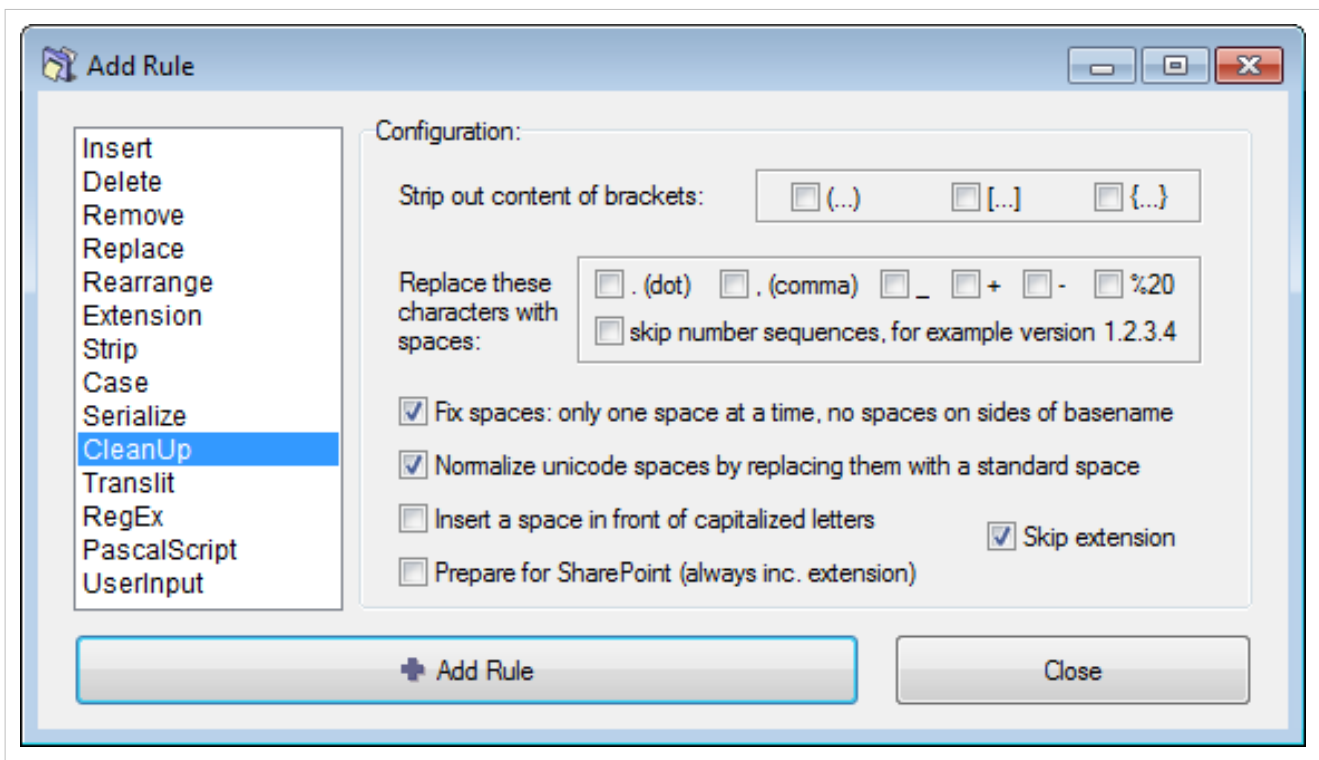 Add Rule
Insert
Delete
Remove
Replace
Rearrange
Extension
Strip
Case
Serialize
CleanUp
Translit
RegEx
PascalScript
UserInput
Configuration:
Strip out content of brackets:
(...) [...] {...}
Replace these
characters with
spaces:
. (dot) , (comma) _ + - %20
skip number sequences, for example version 1.2.3.4
Fix spaces: only one space at a time, no spaces on sides of basename
Normalize unicode spaces by replacing them with a standard space
Insert a space in front of capitalized letters
Skip extension
Prepare for SharePoint (always inc. extension)
Add Rule
Close